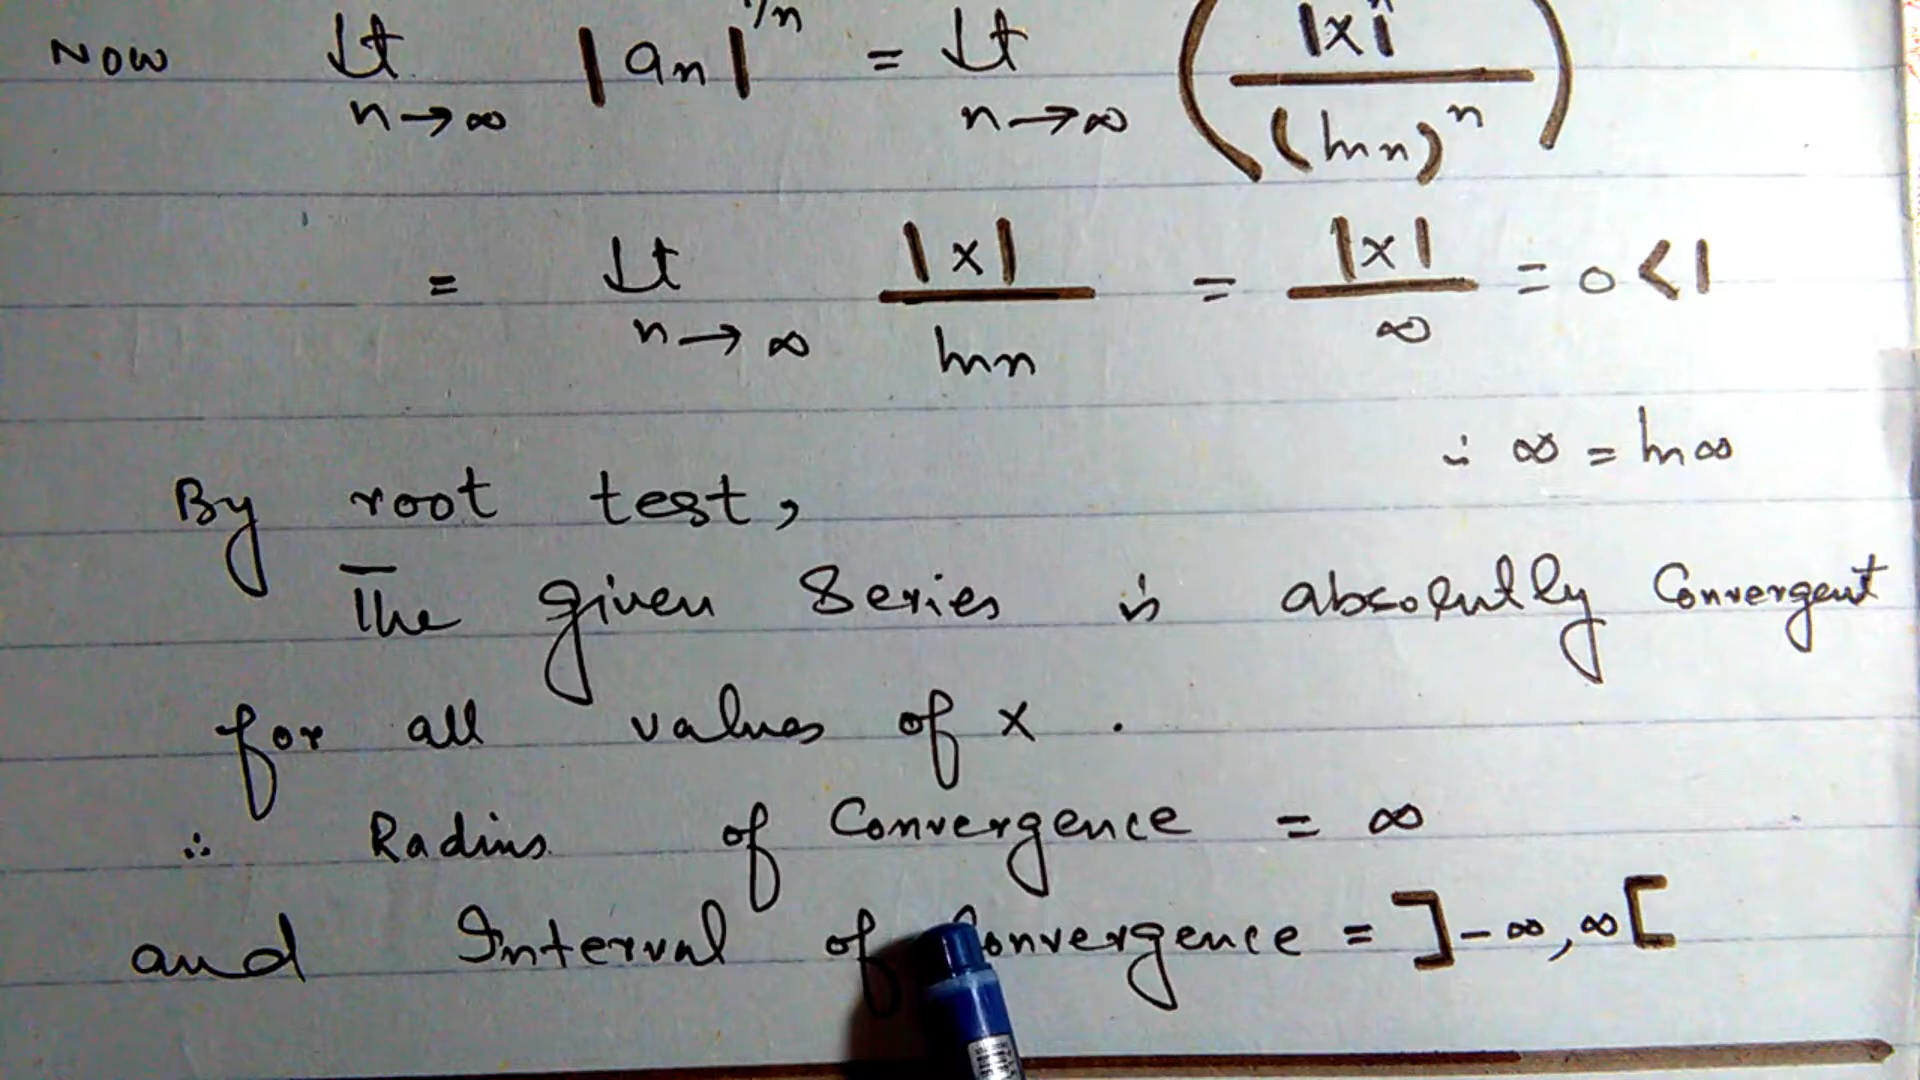 Now Lt n→∞ |an|^1/n = Lt n→∞ (|x|^n / (ln n)^n)
= Lt n→∞ |x| / ln n = |x| / ∞ = 0 < 1
∵ ∞ = ln ∞
By root test,
The given Series is absolutly Convergent
for all values of x .
∴ Radius of Convergence = ∞
and Interval of Convergence = ]-∞,∞[